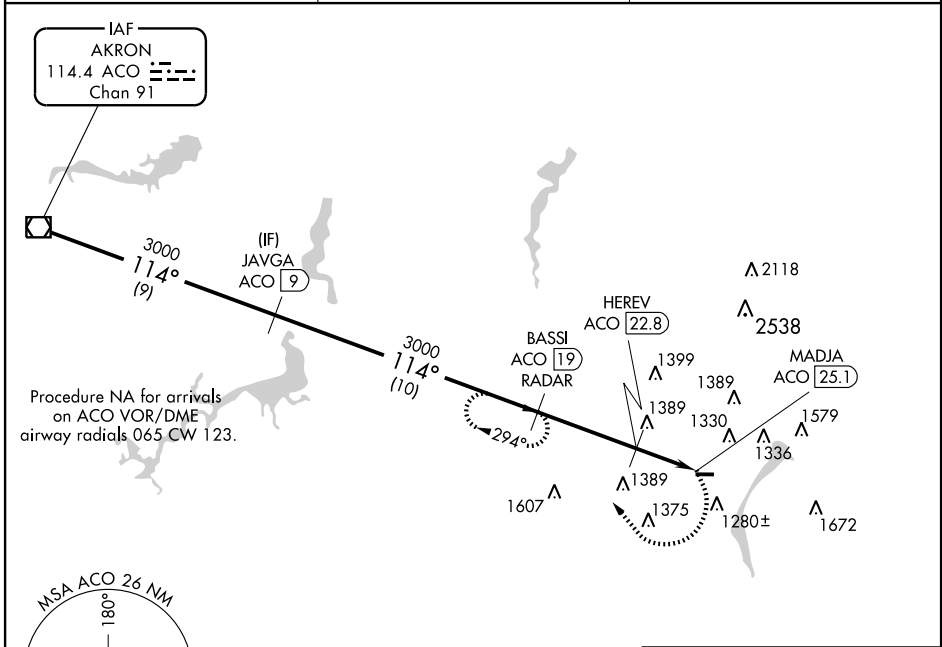 IAF
AKRON
114.4 ACO
Chan 91
3000
114°
(9)
(IF)
JAVGA
ACO 9
3000
114°
(10)
BASSI
ACO 19
RADAR
HEREV
ACO 22.8
MADJA
ACO 25.1
2118
2538
1399
1389
1389
1330
1579
1336
294°
1389
1607
1375
1280±
1672
Procedure NA for arrivals
on ACO VOR/DME
airway radials 065 CW 123.
MSA ACO 26 NM
180°